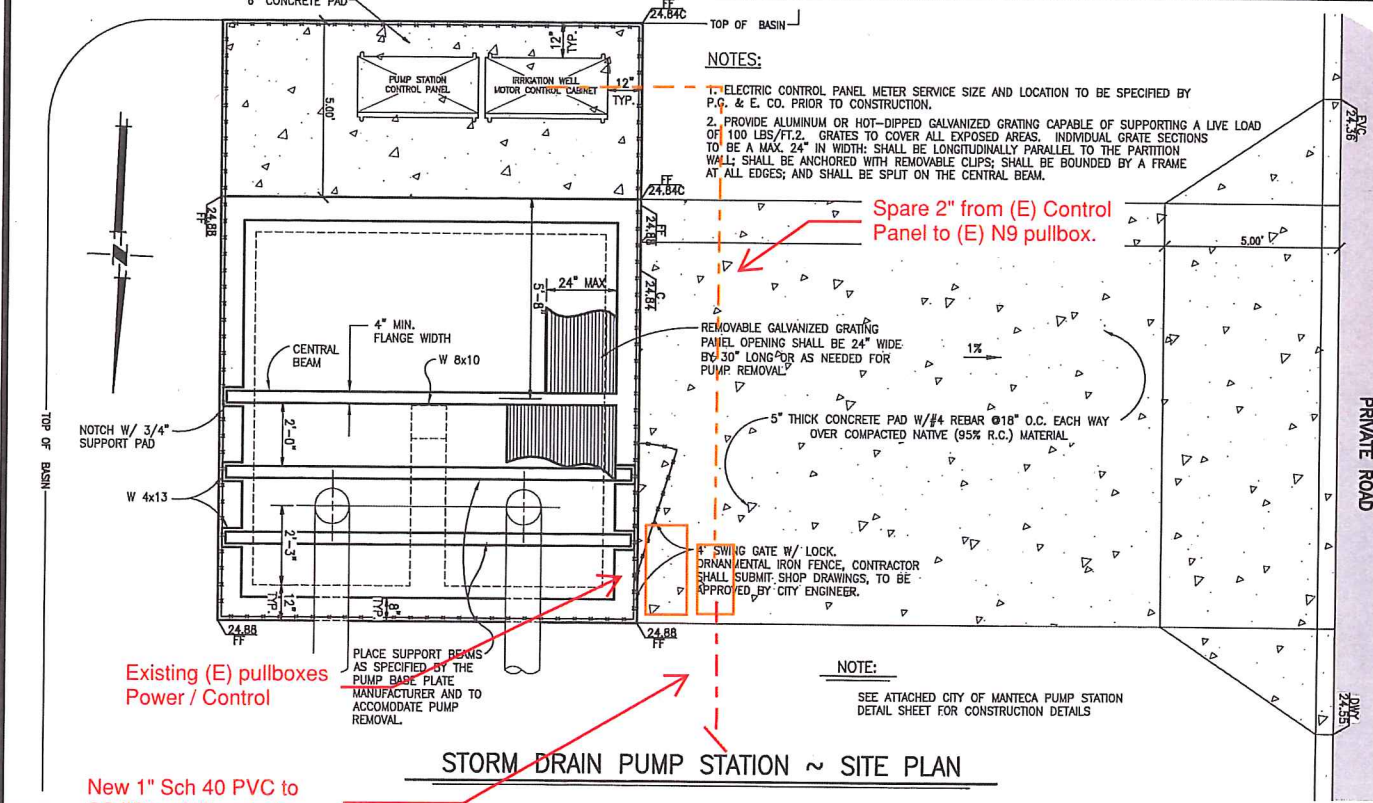 6" CONCRETE PAD
FF
24.84C
TOP OF BASIN
12"
TYP.
PUMP STATION
CONTROL PANEL
IRRIGATION WELL
MOTOR CONTROL CABINET
12"
TYP.
5.00'
NOTES:
1. ELECTRIC CONTROL PANEL METER SERVICE SIZE AND LOCATION TO BE SPECIFIED BY
P.G. & E. CO. PRIOR TO CONSTRUCTION.
2. PROVIDE ALUMINUM OR HOT-DIPPED GALVANIZED GRATING CAPABLE OF SUPPORTING A LIVE LOAD
OF 100 LBS/FT.2. GRATES TO COVER ALL EXPOSED AREAS. INDIVIDUAL GRATE SECTIONS
TO BE A MAX. 24" IN WIDTH: SHALL BE LONGITUDINALLY PARALLEL TO THE PARTITION
WALL; SHALL BE ANCHORED WITH REMOVABLE CLIPS; SHALL BE BOUNDED BY A FRAME
AT ALL EDGES; AND SHALL BE SPLIT ON THE CENTRAL BEAM.
EVC
24.36
FF
24.84C
24.88
FF
FF
24.88
C
24.84
Spare 2" from (E) Control
Panel to (E) N9 pullbox.
5.00'
5'-8"
24" MAX
4" MIN.
FLANGE WIDTH
CENTRAL
BEAM
W 8x10
REMOVABLE GALVANIZED GRATING
PANEL OPENING SHALL BE 24" WIDE
BY 30" LONG OR AS NEEDED FOR
PUMP REMOVAL
1%
PRIVATE ROAD
TOP OF BASIN
NOTCH W/ 3/4"
SUPPORT PAD
2'-0"
5" THICK CONCRETE PAD W/#4 REBAR @18" O.C. EACH WAY
OVER COMPACTED NATIVE (95% R.C.) MATERIAL
W 4x13
2'-3"
4' SWING GATE W/ LOCK.
ORNANMENTAL IRON FENCE, CONTRACTOR
SHALL SUBMIT SHOP DRAWINGS, TO BE
APPROVED BY CITY ENGINEER.
12"
TYP.
8"
TYP.
24.88
FF
24.88
FF
Existing (E) pullboxes
Power / Control
PLACE SUPPORT BEAMS
AS SPECIFIED BY THE
PUMP BASE PLATE
MANUFACTURER AND TO
ACCOMODATE PUMP
REMOVAL.
NOTE:
SEE ATTACHED CITY OF MANTECA PUMP STATION
DETAIL SHEET FOR CONSTRUCTION DETAILS
DWY
24.55
STORM DRAIN PUMP STATION ~ SITE PLAN
New 1" Sch 40 PVC to